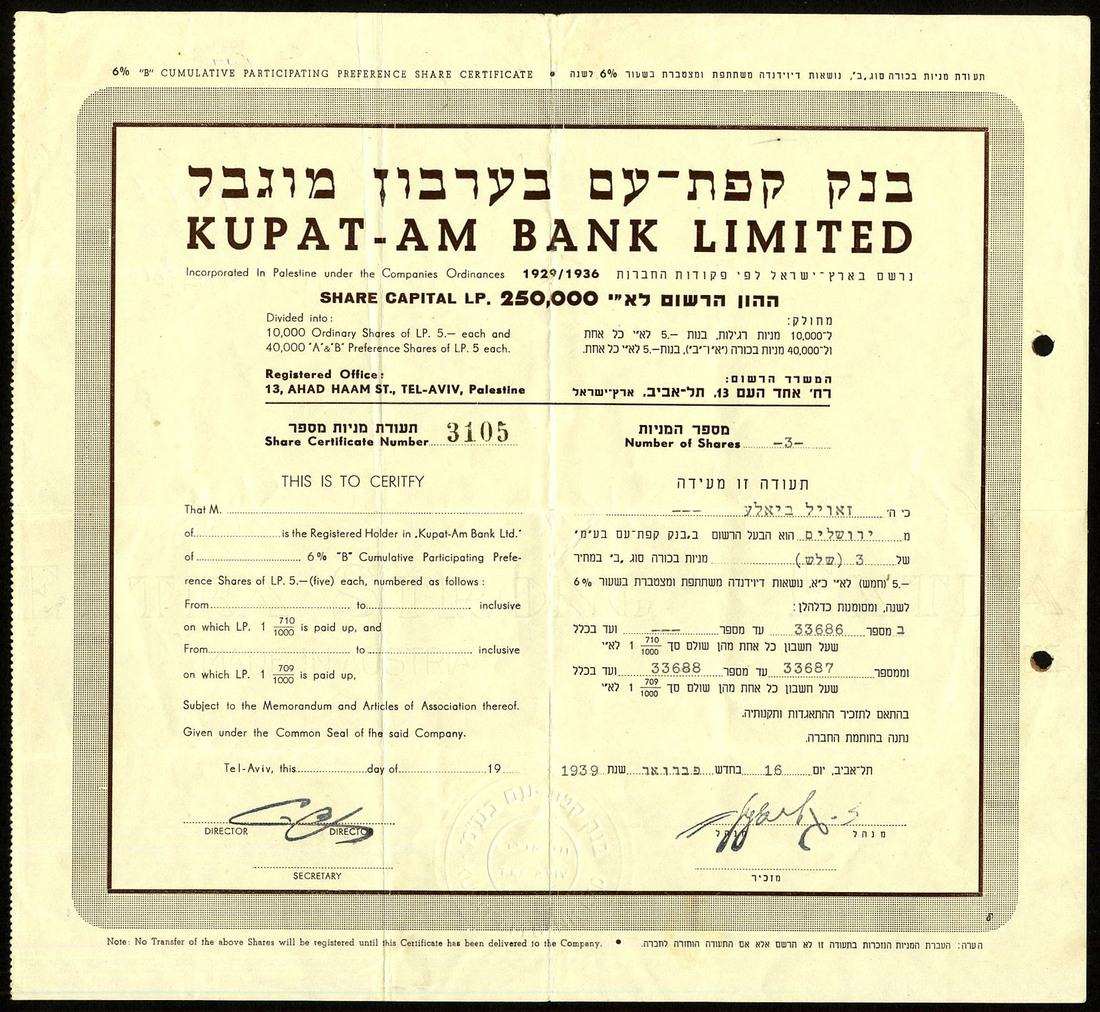 6% "B" CUMULATIVE PARTICIPATING PREFERENCE SHARE CERTIFICATE • תעודת מניות בכורה סוג „ב", נושאות דיוידנדה משתתפת ומצטברת בשעור 6% לשנה
בנק קפת־עם בערבון מוגבל
KUPAT-AM BANK LIMITED
Incorporated In Palestine under the Companies Ordinances 1929/1936 נרשם בארץ־ישראל לפי פקודות החברות
SHARE CAPITAL LP. 250,000 ההון הרשום לא"י
Divided into:
10,000 Ordinary Shares of LP. 5.— each and
40,000 "A"&"B" Preference Shares of LP. 5 each.
מחולק:
ל־10,000 מניות רגילות, בנות —.5 לא"י כל אחת
ול־40,000 מניות בכורה („א" ו־„ב"), בנות —.5 לא"י כל אחת.
Registered Office:
13, AHAD HAAM ST., TEL-AVIV, Palestine
המשרד הרשום:
רח' אחד העם 13, תל־אביב, ארץ־ישראל
תעודת מניות מספר
Share Certificate Number 3105
מספר המניות
Number of Shares -3-
THIS IS TO CERITFY
That M.
of is the Registered Holder in „Kupat-Am Bank Ltd."
of 6% "B" Cumulative Participating Prefe-
rence Shares of LP. 5.—(five) each, numbered as follows:
From to inclusive
on which LP. 1 710/1000 is paid up, and
From to inclusive
on which LP. 1 709/1000 is paid up,
Subject to the Memorandum and Articles of Association thereof.
Given under the Common Seal of the said Company.
Tel-Aviv, this day of 19
תעודה זו מעידה
כי ה' זאויל ביאלע ---
מ ירושלים הוא הבעל הרשום ב„בנק קפת־עם בע"מ"
של 3 (שלש) מניות בכורה סוג „ב" במחיר
—.5 (חמש) לא"י כ"א, נושאות דיוידנדה משתתפת ומצטברת בשעור 6%
לשנה, ומסומנות כדלהלן:
ב מספר 33686 עד מספר --- ועד בכלל
שעל חשבון כל אחת מהן שולם סך 710/1000 1 לא"י
וממספר 33687 עד מספר 33688 ועד בכלל
שעל חשבון כל אחת מהן שולם סך 709/1000 1 לא"י
בהתאם לתזכיר ההתאגדות ותקנותיה.
נתנה בחותמת החברה.
תל־אביב, יום 16 בחדש פברואר שנת 1939
DIRECTOR DIRECTOR
SECRETARY
מנהל מנהל
מזכיר
Note: No Transfer of the above Shares will be registered until this Certificate has been delivered to the Company. • הערה: העברת המניות הנזכרות בתעודה זו לא תרשם אלא אם התעודה הוחזרה לחברה.